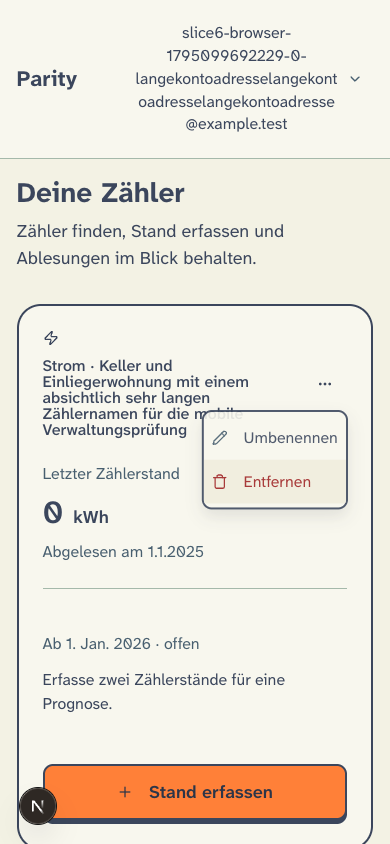 slice6-browser-
1795099692229-0-
langekontoadresselangekont
oadresselangekontoadresse
@example.test
Parity
Deine Zähler
Zähler finden, Stand erfassen und
Ablesungen im Blick behalten.
Strom · Keller und
Einliegerwohnung mit einem
absichtlich sehr langen
Zählernamen für die mobile
Verwaltungsprüfung
Umbenennen
Entfernen
Letzter Zählerstand
0 kWh
Abgelesen am 1.1.2025
Ab 1. Jan. 2026 · offen
Erfasse zwei Zählerstände für eine
Prognose.
+ Stand erfassen
N